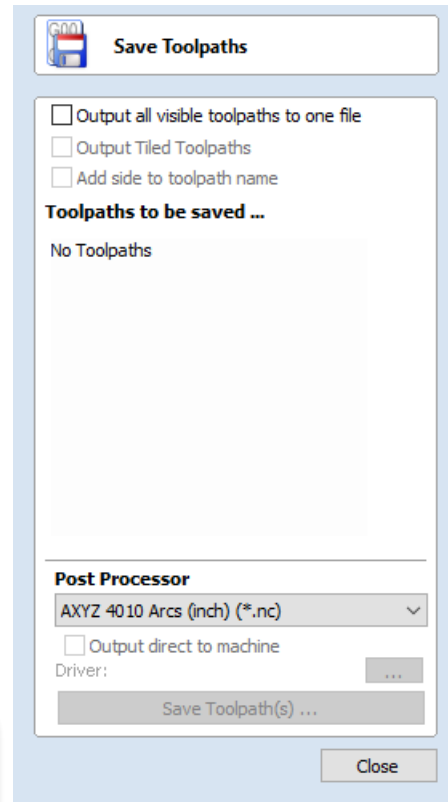 G00
Save Toolpaths
Output all visible toolpaths to one file
Output Tiled Toolpaths
Add side to toolpath name
Toolpaths to be saved ...
No Toolpaths
Post Processor
AXYZ 4010 Arcs (inch) (*.nc)
Output direct to machine
Driver:
...
Save Toolpath(s) ...
Close